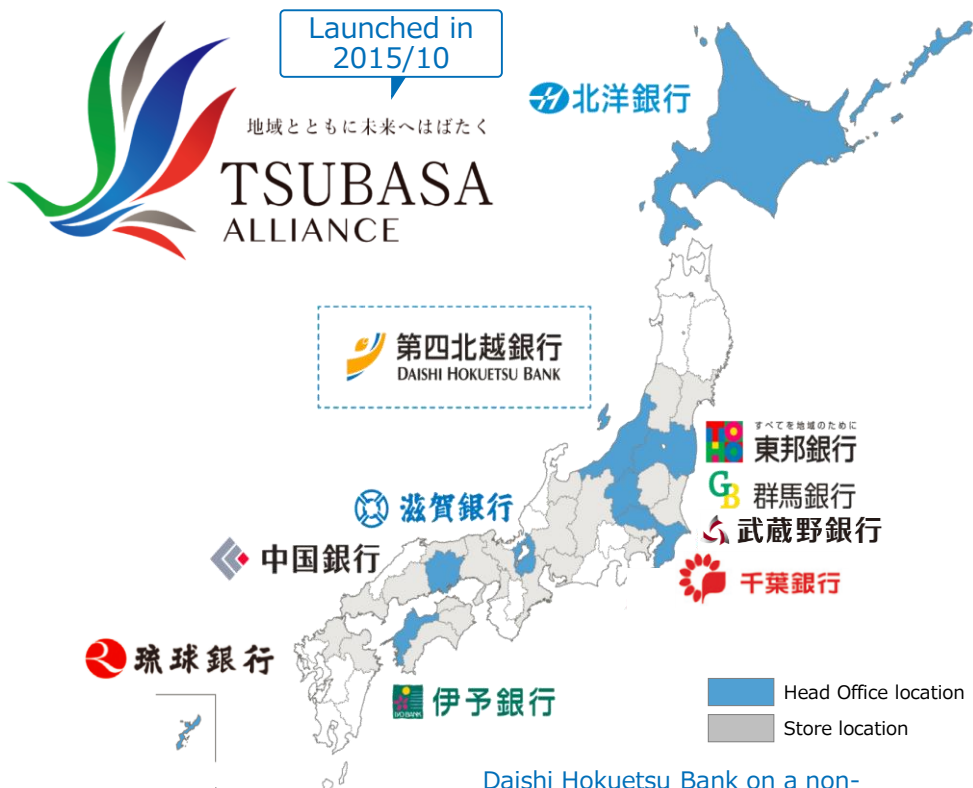 Launched in
2015/10
地域とともに未来へはばたく
TSUBASA
ALLIANCE
北洋銀行
第四北越銀行
DAISHI HOKUETSU BANK
すべてを地域のために
TOHO
東邦銀行
GB
群馬銀行
武蔵野銀行
千葉銀行
滋賀銀行
中国銀行
琉球銀行
IYO BANK
伊予銀行
Head Office location
Store location
Daishi Hokuetsu Bank on a non-